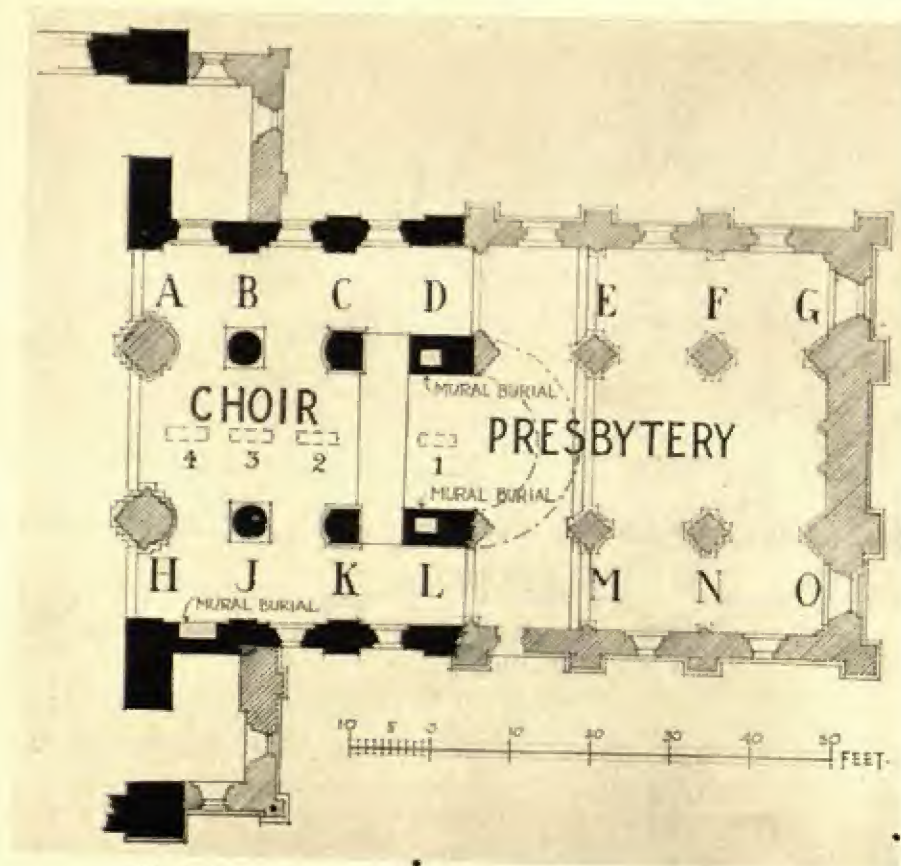 A B C D E F G
MURAL BURIAL
CHOIR
PRESBYTERY
4 3 2 1
MURAL BURIAL
H J K L M N O
MURAL BURIAL
10 5 0 10 20 30 40 50 FEET.